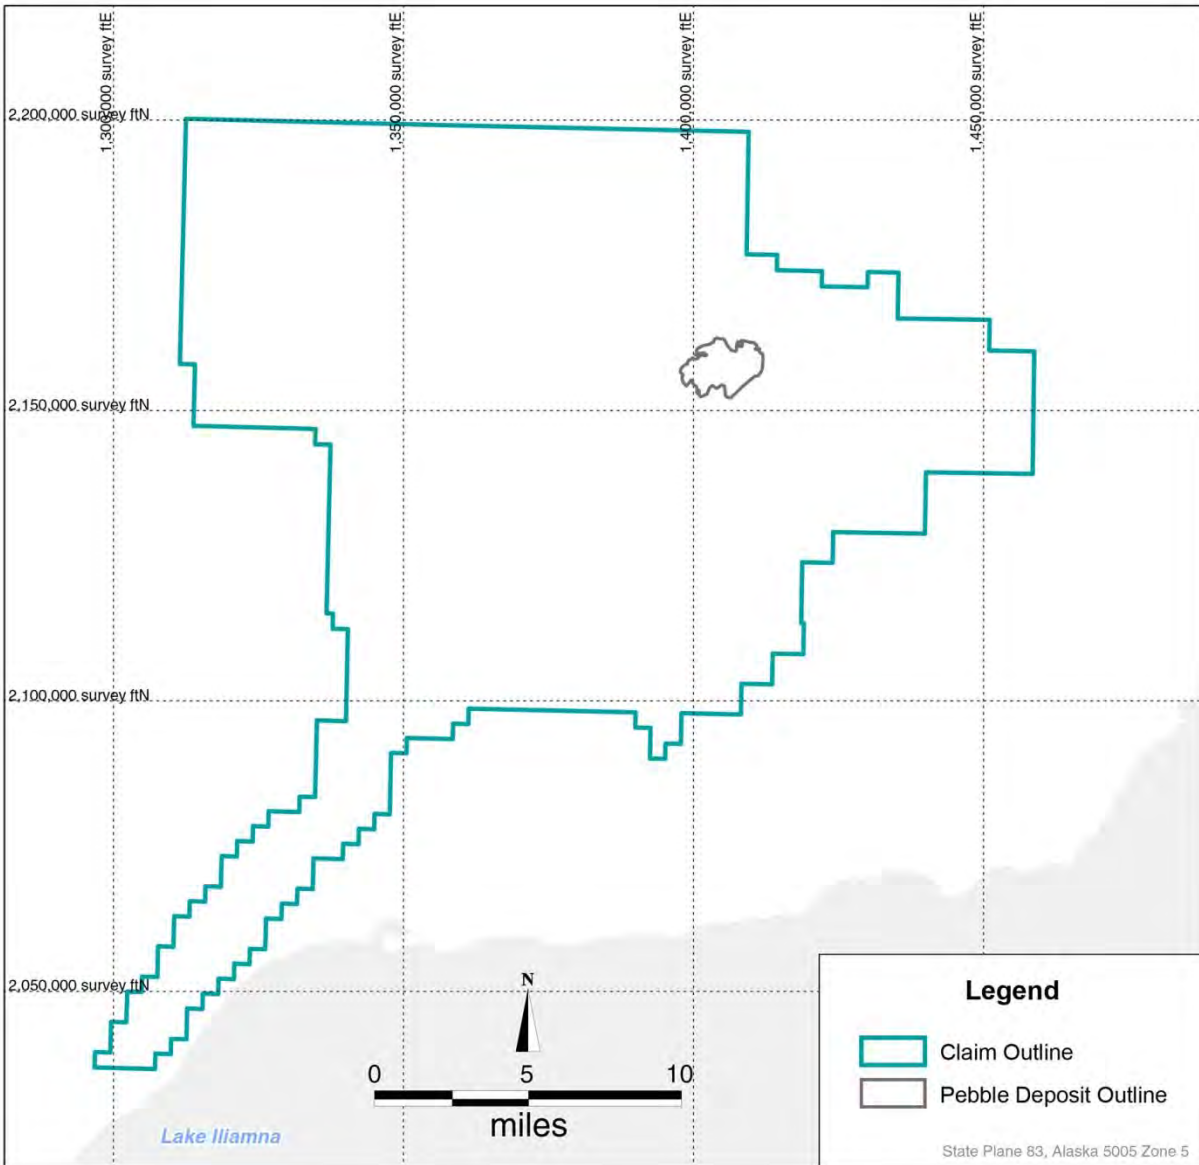 1,300,000 survey ftE
1,350,000 survey ftE
1,400,000 survey ftE
1,450,000 survey ftE
2,200,000 survey ftN
2,150,000 survey ftN
2,100,000 survey ftN
2,050,000 survey ftN
N
0 5 10
miles
Lake Iliamna
Legend
Claim Outline
Pebble Deposit Outline
State Plane 83, Alaska 5005 Zone 5